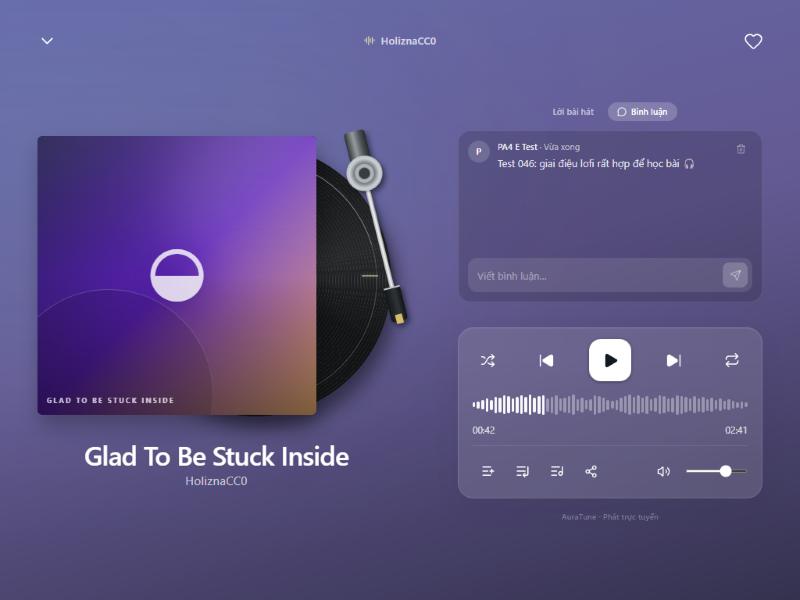 HoliznaCC0
Lời bài hát
Bình luận
P
PA4 E Test · Vừa xong
Test 046: giai điệu lofi rất hợp để học bài 🎧
Viết bình luận...
GLAD TO BE STUCK INSIDE
Glad To Be Stuck Inside
HoliznaCC0
00:42
02:41
AuraTune · Phát trực tuyến